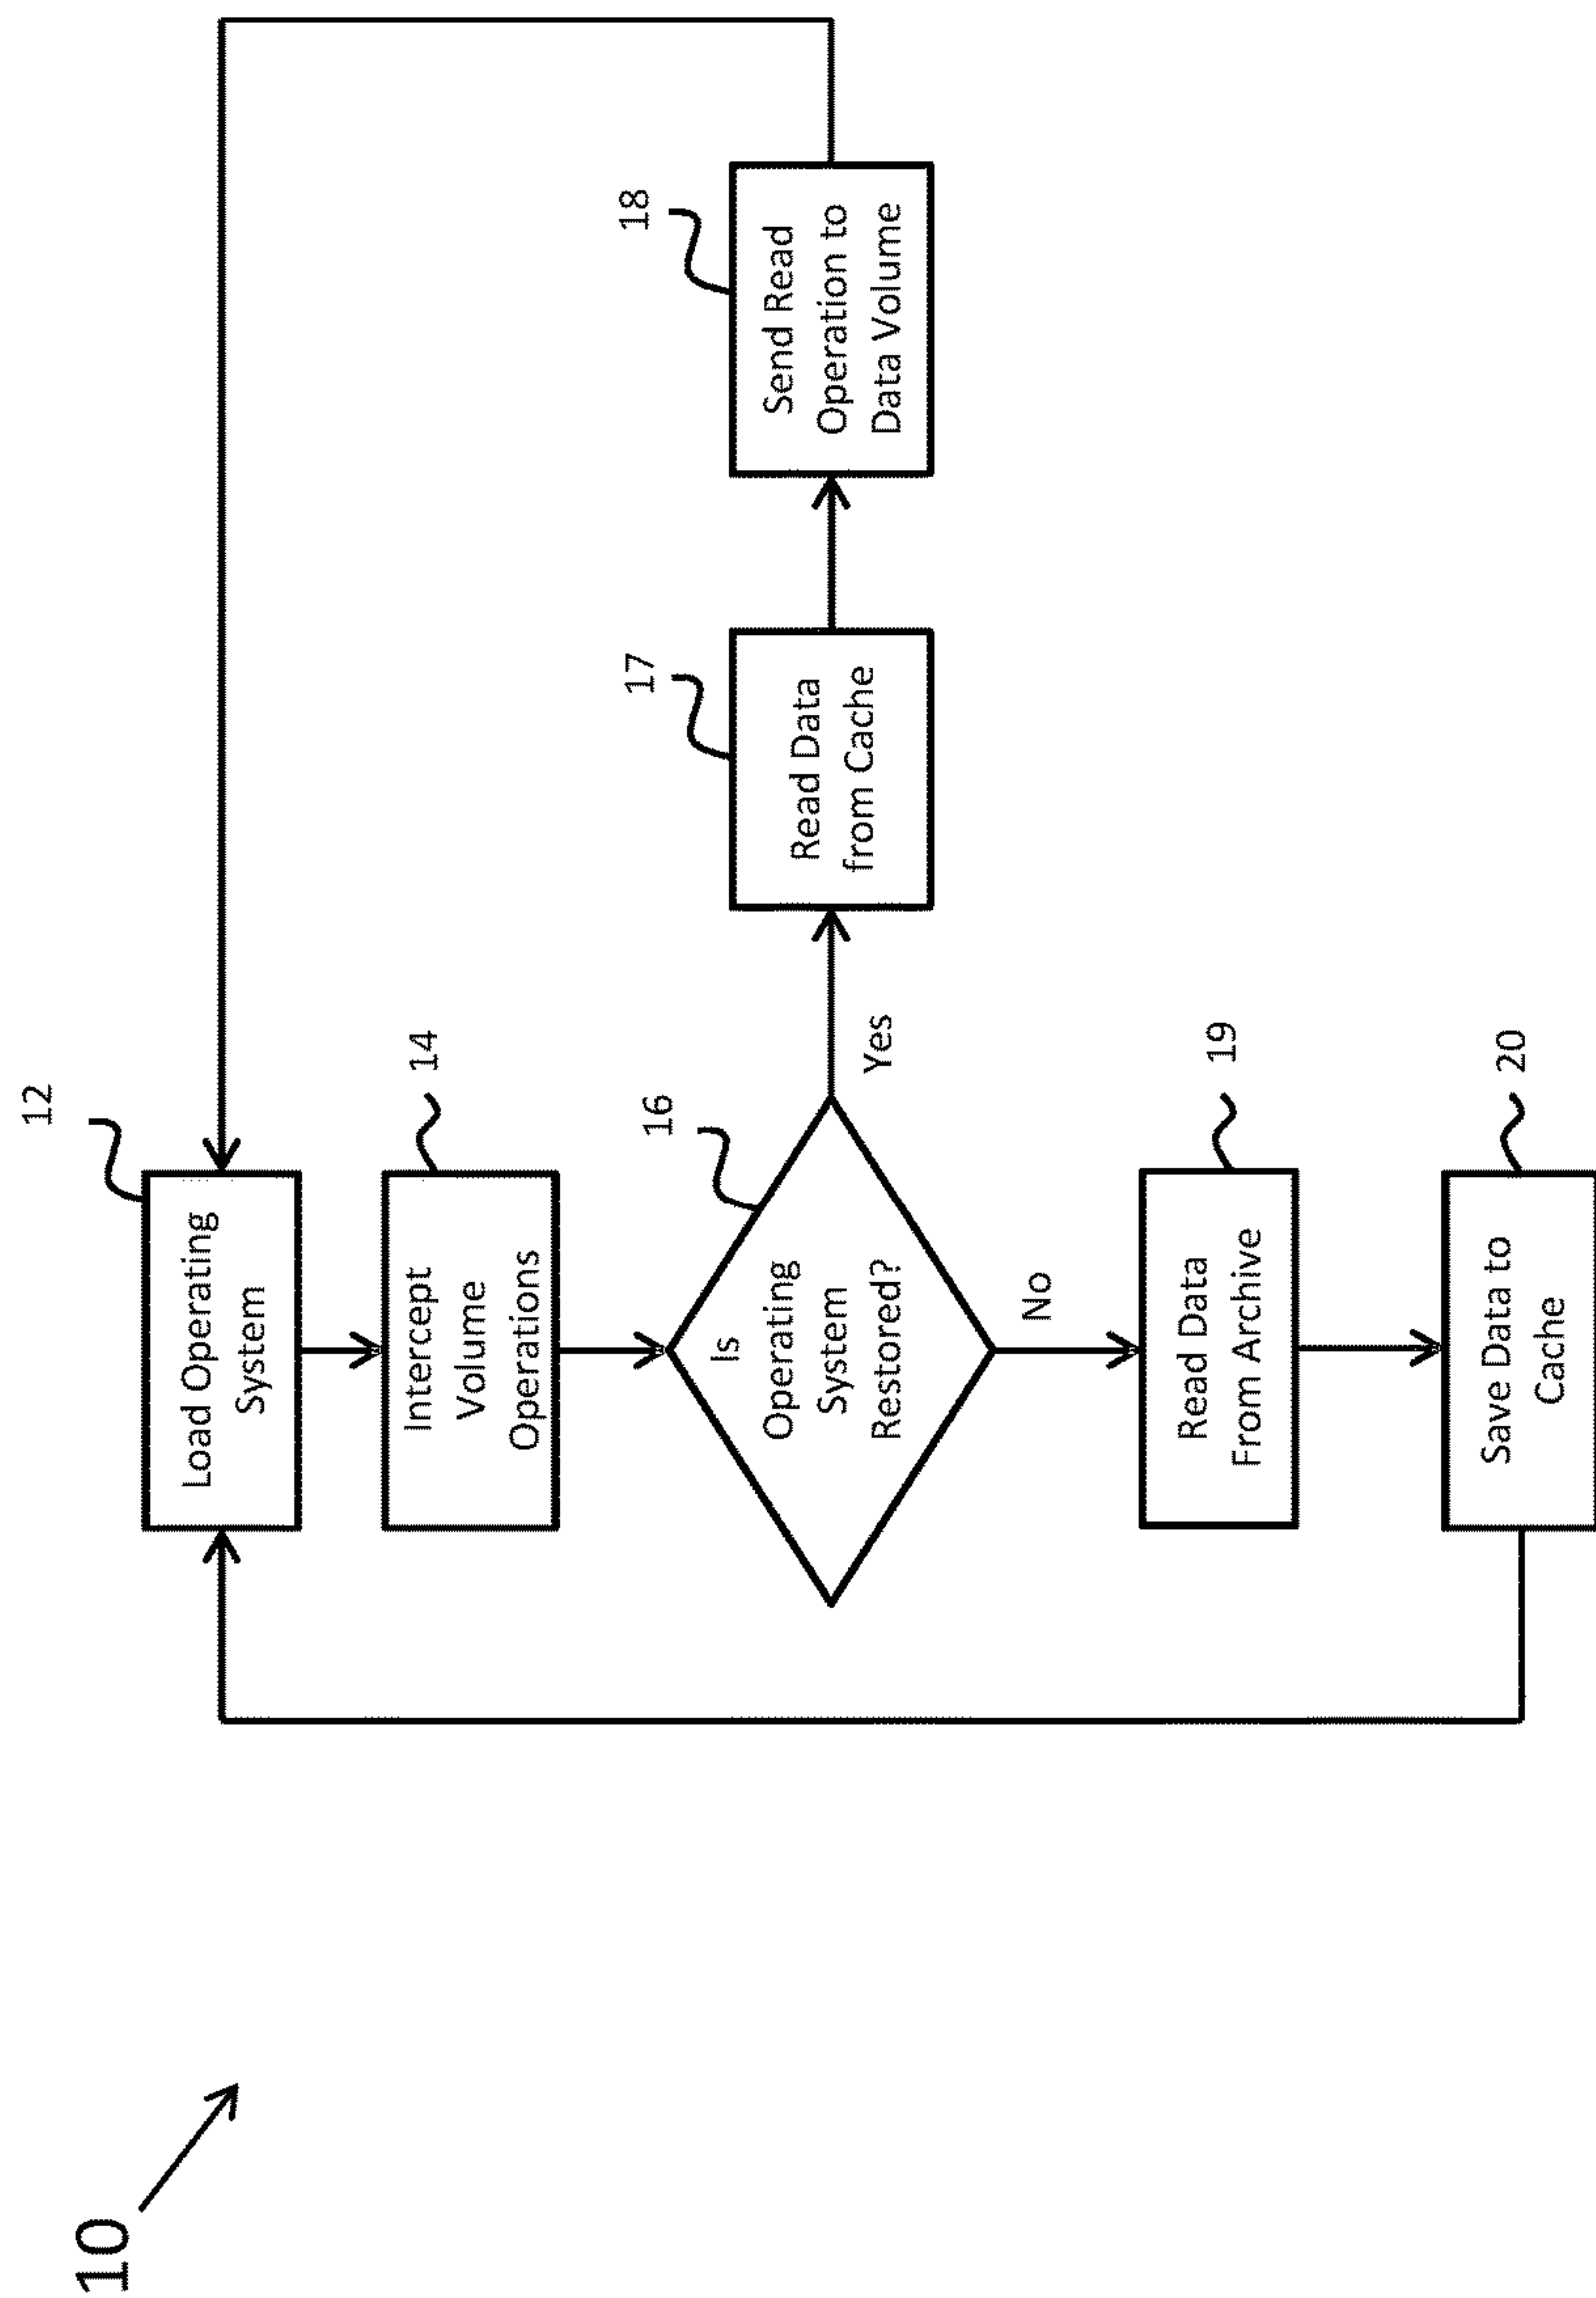 10
12
Load Operating
System
14
Intercept
Volume
Operations
16
Is
Operating
System
Restored?
Yes
17
Read Data
from Cache
18
Send Read
Operation to
Data Volume
No
19
Read Data
From Archive
20
Save Data to
Cache